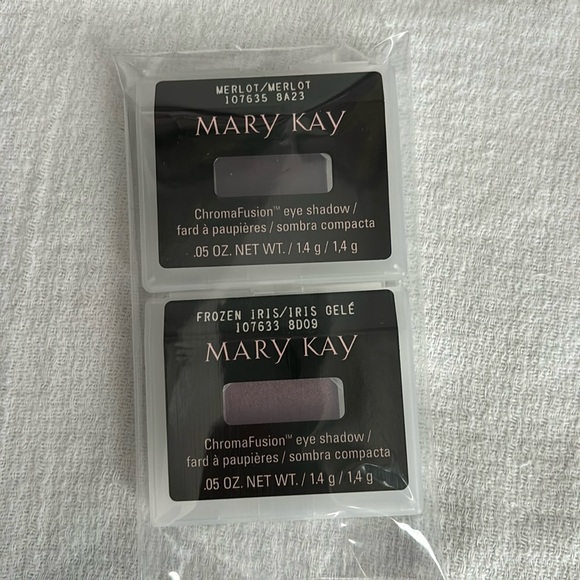 MERLOT/MERLOT
107635 8A23
MARY KAY
ChromaFusion™ eye shadow /
fard à paupières / sombra compacta
.05 OZ. NET WT. / 1.4 g / 1,4 g
FROZEN IRIS/IRIS GELÉ
107633 8D09
MARY KAY
ChromaFusion™ eye shadow /
fard à paupières / sombra compacta
.05 OZ. NET WT. / 1.4 g / 1,4 g